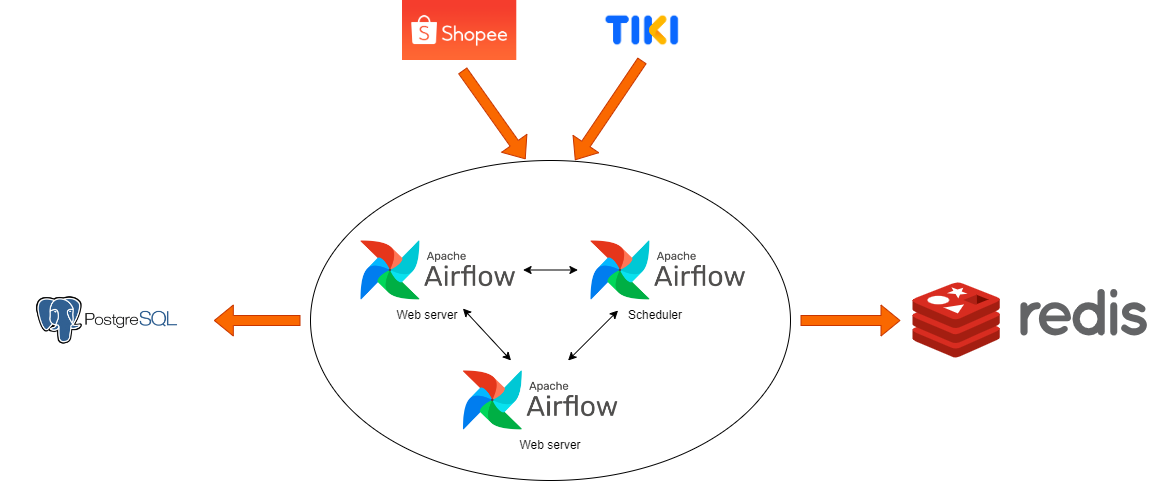 Shopee
TIKI
Apache
Airflow
Web server
Apache
Airflow
Scheduler
Apache
Airflow
Web server
PostgreSQL
redis